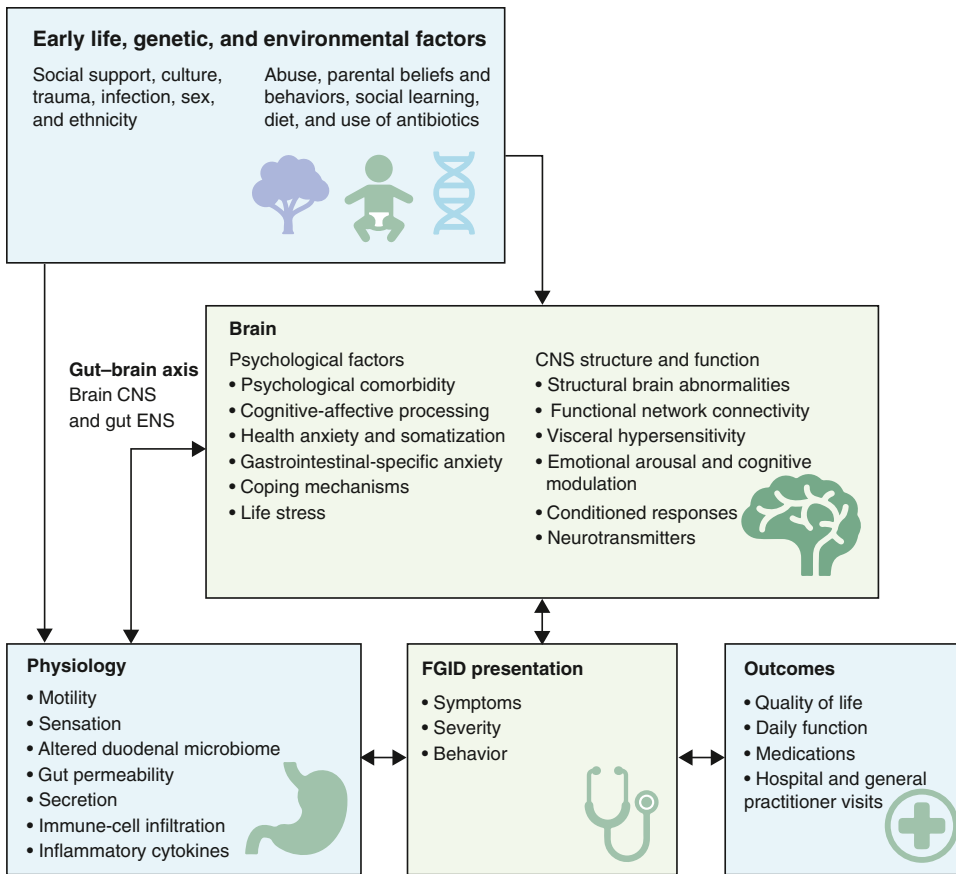 Early life, genetic, and environmental factors
Social support, culture,
trauma, infection, sex,
and ethnicity
Abuse, parental beliefs and
behaviors, social learning,
diet, and use of antibiotics
Gut–brain axis
Brain CNS
and gut ENS
Brain
Psychological factors
• Psychological comorbidity
• Cognitive-affective processing
• Health anxiety and somatization
• Gastrointestinal-specific anxiety
• Coping mechanisms
• Life stress
CNS structure and function
• Structural brain abnormalities
• Functional network connectivity
• Visceral hypersensitivity
• Emotional arousal and cognitive
modulation
• Conditioned responses
• Neurotransmitters
Physiology
• Motility
• Sensation
• Altered duodenal microbiome
• Gut permeability
• Secretion
• Immune-cell infiltration
• Inflammatory cytokines
FGID presentation
• Symptoms
• Severity
• Behavior
Outcomes
• Quality of life
• Daily function
• Medications
• Hospital and general
practitioner visits